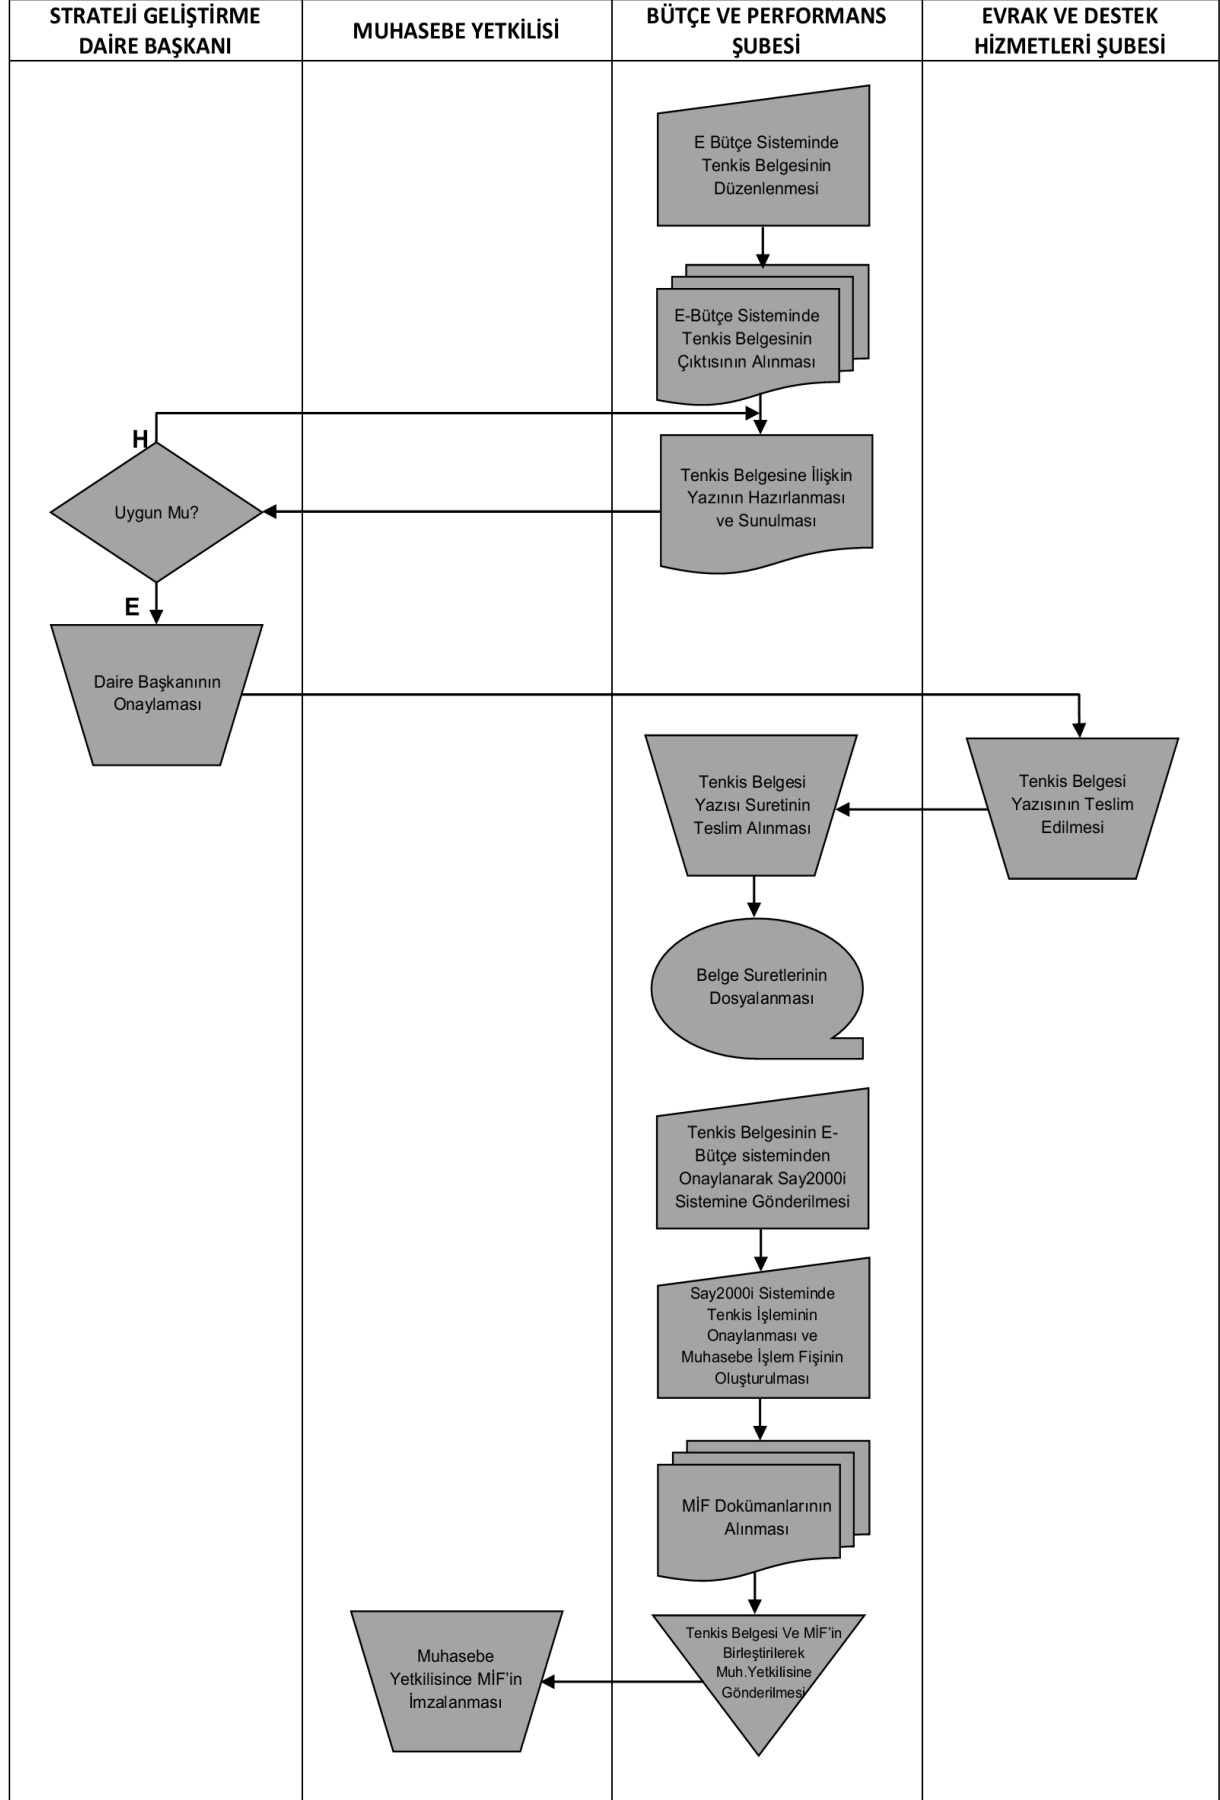 STRATEJİ GELİŞTİRME
DAİRE BAŞKANI
MUHASEBE YETKİLİSİ
BÜTÇE VE PERFORMANS
ŞUBESİ
EVRAK VE DESTEK
HİZMETLERİ ŞUBESİ
E Bütçe Sisteminde
Tenkis Belgesinin
Düzenlenmesi
E-Bütçe Sisteminde
Tenkis Belgesinin
Çıktısının Alınması
H
Uygun Mu?
Tenkis Belgesine İlişkin
Yazının Hazırlanması
ve Sunulması
E
Daire Başkanının
Onaylaması
Tenkis Belgesi
Yazısı Suretinin
Teslim Alınması
Tenkis Belgesi
Yazısının Teslim
Edilmesi
Belge Suretlerinin
Dosyalanması
Tenkis Belgesinin E-
Bütçe sisteminden
Onaylanarak Say2000i
Sistemine Gönderilmesi
Say2000i Sisteminde
Tenkis İşleminin
Onaylanması ve
Muhasebe İşlem Fişinin
Oluşturulması
MİF Dokümanlarının
Alınması
Tenkis Belgesi Ve MİF’in
Birleştirilerek
Muh.Yetkilisine
Gönderilmesi
Muhasebe
Yetkilisince MİF’in
İmzalanması